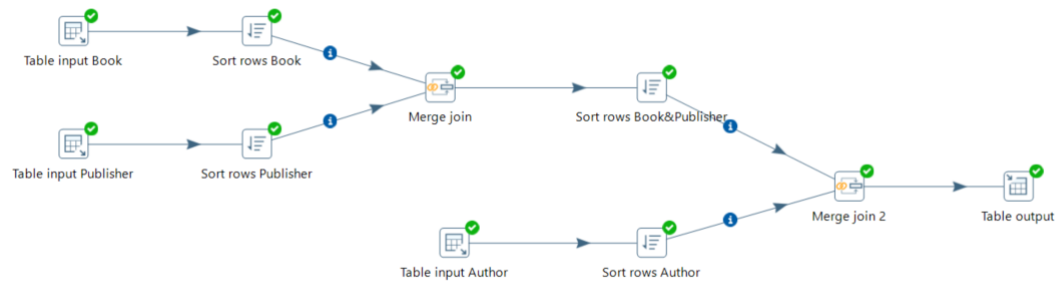 Table input Book
Sort rows Book
Merge join
Sort rows Book&Publisher
Table input Publisher
Sort rows Publisher
Merge join 2
Table output
Table input Author
Sort rows Author